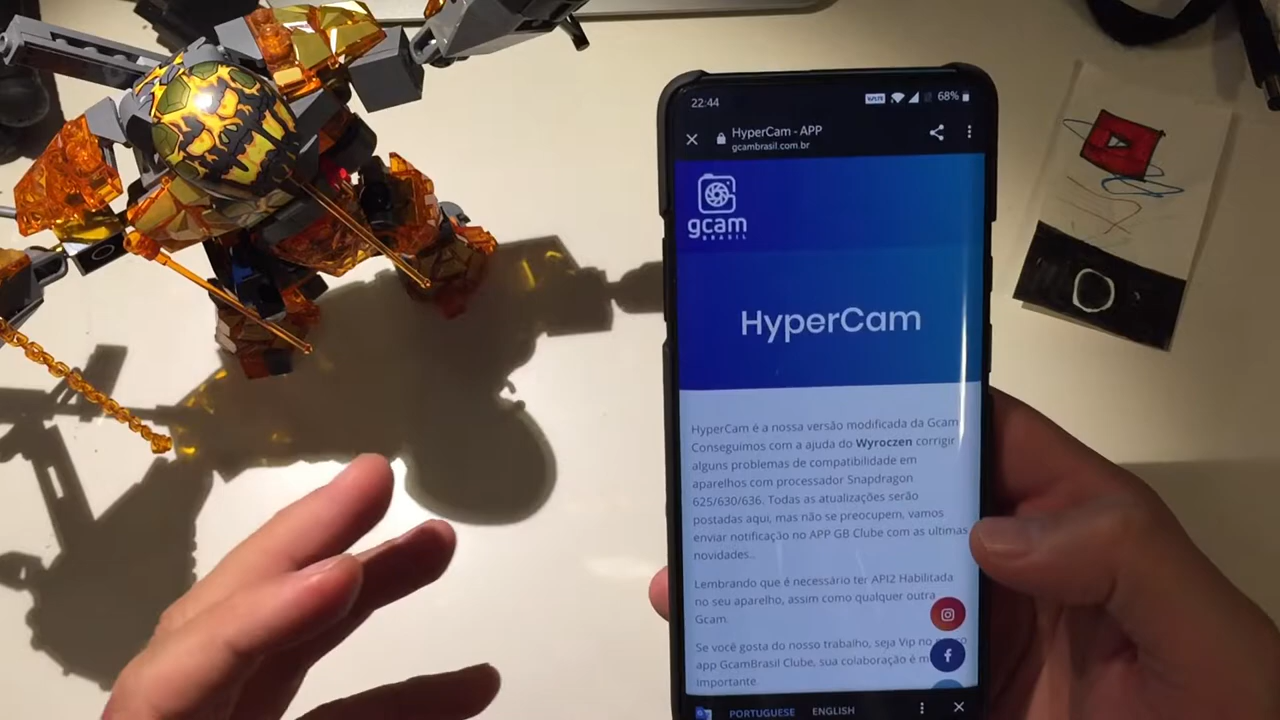 22:44
68%
HyperCam - APP
gcambrasil.com.br
gcam
BRASIL
HyperCam
HyperCam é a nossa versão modificada da Gcam
Conseguimos com a ajuda do Wyroczen corrigir
alguns problemas de compatibilidade em
aparelhos com processador Snapdragon
625/630/636. Todas as atualizações serão
postadas aqui, mas não se preocupem, vamos
enviar notificação no APP GB Clube com as ultimas
novidades..
Lembrando que é necessário ter API2 Habilitada
no seu aparelho, assim como qualquer outra
Gcam.
Se você gosta do nosso trabalho, seja Vip no
app GcamBrasil Clube, sua colaboração é
importante.
PORTUGUESE ENGLISH